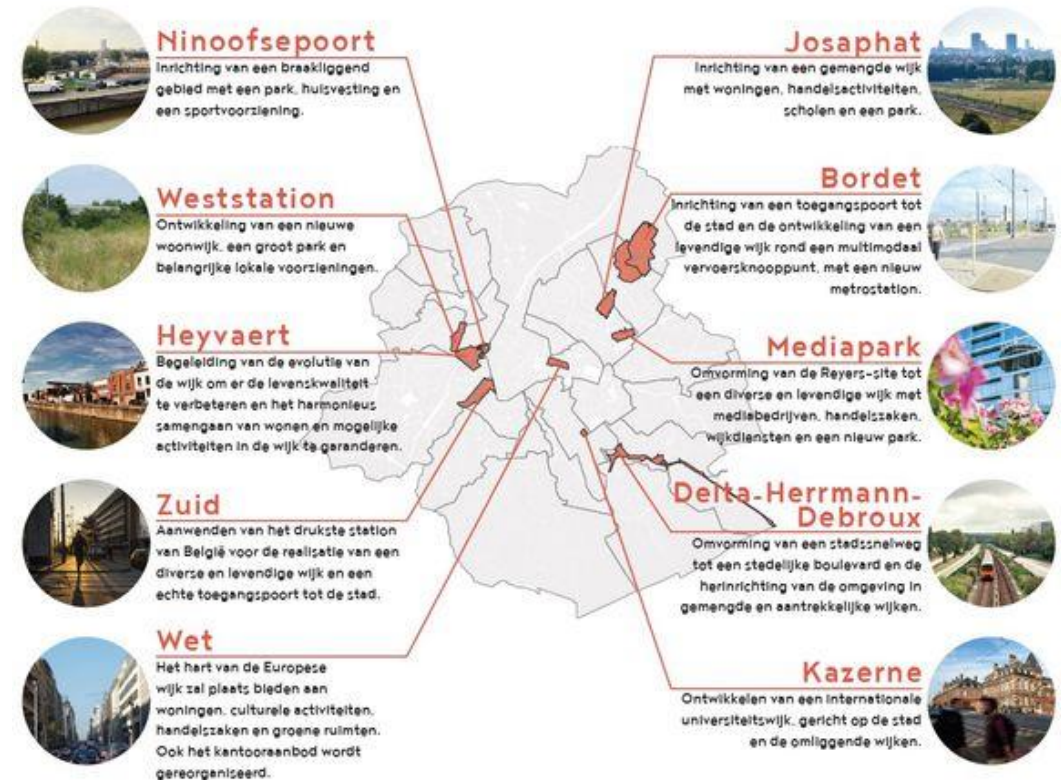 Ninoofsepoort
Inrichting van een braakliggend
gebied met een park, huisvesting en
een sportvoorziening.
Weststation
Ontwikkeling van een nieuwe
woonwijk, een groot park en
belangrijke lokale voorzieningen.
Heyvaert
Begeleiding van de evolutie van
de wijk om er de levenskwaliteit
te verbeteren en het harmonieus
samengaan van wonen en mogelijke
activiteiten in de wijk te garanderen.
Zuid
Aanwenden van het drukste station
van België voor de realisatie van een
diverse en levendige wijk en een
echte toegangspoort tot de stad.
Wet
Het hart van de Europese
wijk zal plaats bieden aan
woningen, culturele activiteiten,
handelszaken en groene ruimten.
Ook het kantooraanbod wordt
gereorganiseerd.
Josaphat
Inrichting van een gemengde wijk
met woningen, handelsactiviteiten,
scholen en een park.
Bordet
Inrichting van een toegangspoort tot
de stad en de ontwikkeling van een
levendige wijk rond een multimodaal
vervoersknooppunt, met een nieuw
metrostation.
Mediapark
Omvorming van de Reyers-site tot
een diverse en levendige wijk met
mediabedrijven, handelszaken,
wijkdiensten en een nieuw park.
Delta-Herrmann-
Debroux
Omvorming van een stadssnelweg
tot een stedelijke boulevard en de
herinrichting van de omgeving in
gemengde en aantrekkelijke wijken.
Kazerne
Ontwikkelen van een internationale
universiteitswijk, gericht op de stad
en de omliggende wijken.